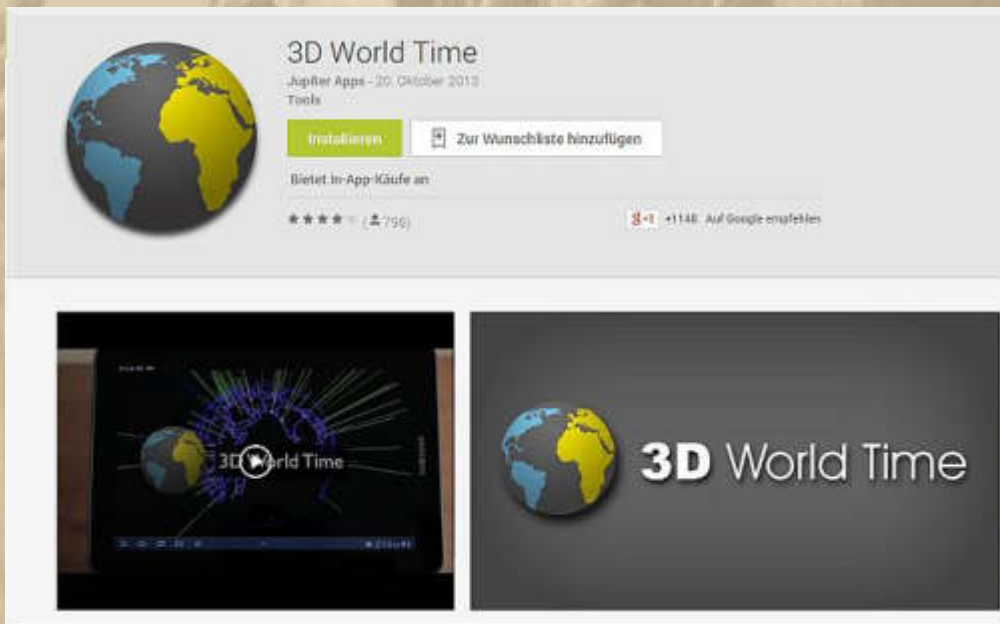 3D World Time
Jupiter Apps - 20. Oktober 2013
Tools
Installieren
Zur Wunschliste hinzufügen
Bietet In-App-Käufe an
(796)
g+1 +1148 Auf Google empfehlen
3D World Time
3D World Time